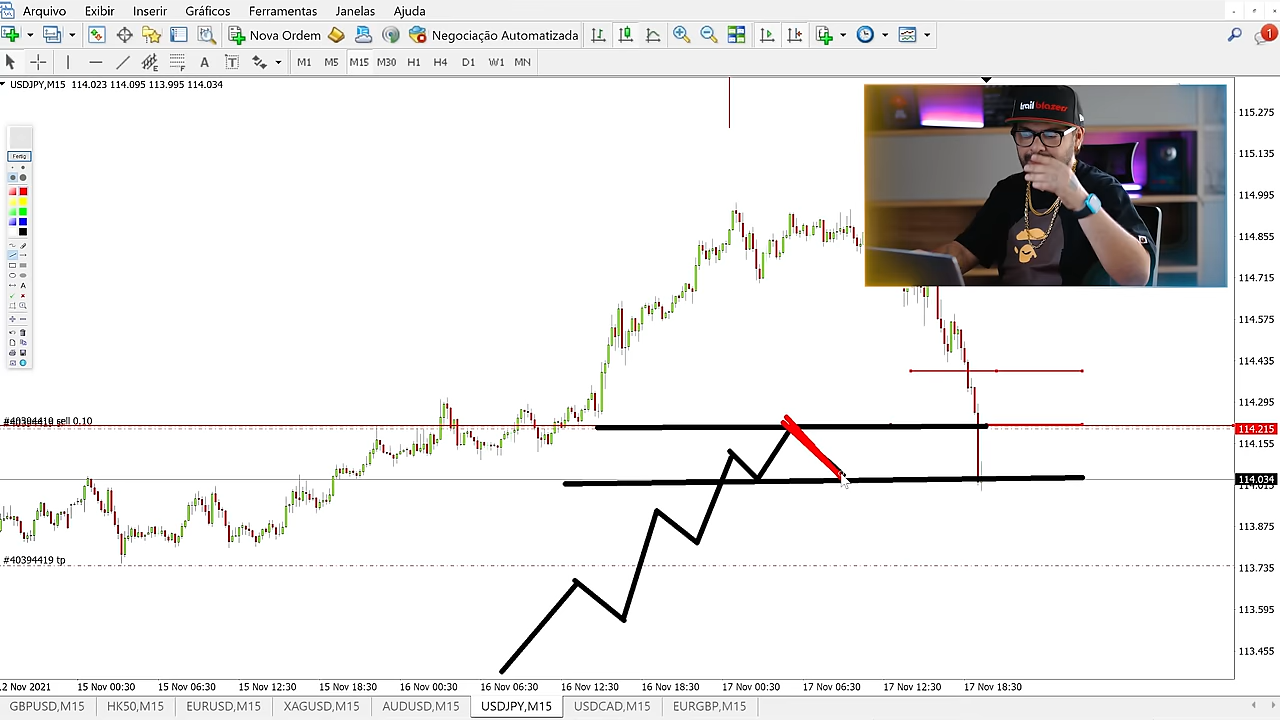 Arquivo Exibir Inserir Gráficos Ferramentas Janelas Ajuda
Nova Ordem Negociação Automatizada 1
A T M1 M5 M15 M30 H1 H4 D1 W1 MN
USDJPY,M15 114.023 114.095 113.995 114.034
trailblazer
Fertig
A
115.275
115.135
114.995
114.855
114.715
114.575
114.435
114.295
114.215
114.155
114.034
113.875
113.735
113.595
113.455
#40394419 sell 0.10
#40394419 tp
15 Nov 00:30 15 Nov 06:30 15 Nov 12:30 15 Nov 18:30 16 Nov 00:30 16 Nov 06:30 16 Nov 12:30 16 Nov 18:30 17 Nov 00:30 17 Nov 06:30 17 Nov 12:30 17 Nov 18:30
GBPUSD,M15 HK50,M15 EURUSD,M15 XAGUSD,M15 AUDUSD,M15 USDJPY,M15 USDCAD,M15 EURGBP,M15